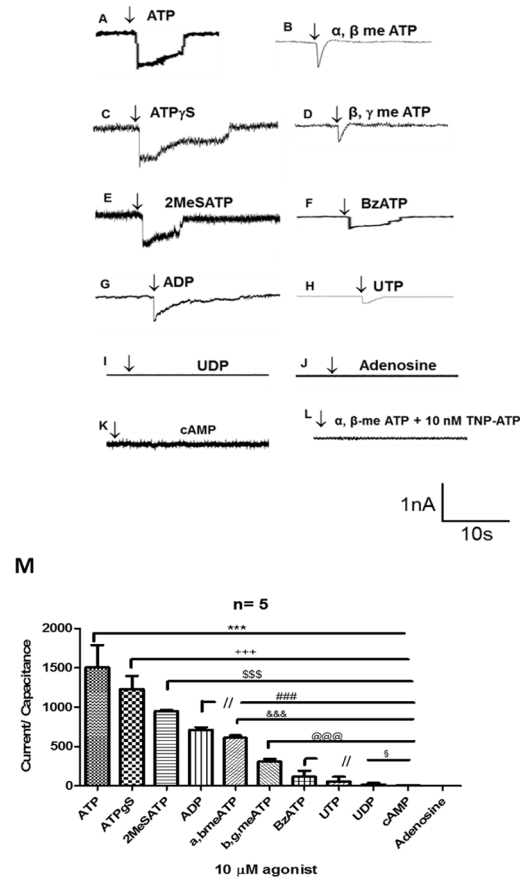 A ATP
B α, β me ATP
C ATPγS
D β, γ me ATP
E 2MeSATP
F BzATP
G ADP
H UTP
I UDP
J Adenosine
K cAMP
L α, β-me ATP + 10 nM TNP-ATP
1nA
10s
M
n= 5
Current/ Capacitance
2000
1500
1000
500
0
***
+++
$$$
// ###
&&&
@@@
// §
ATP
ATPgS
2MeSATP
ADP
a,bmeATP
b,g,meATP
BzATP
UTP
UDP
cAMP
Adenosine
10 μM agonist